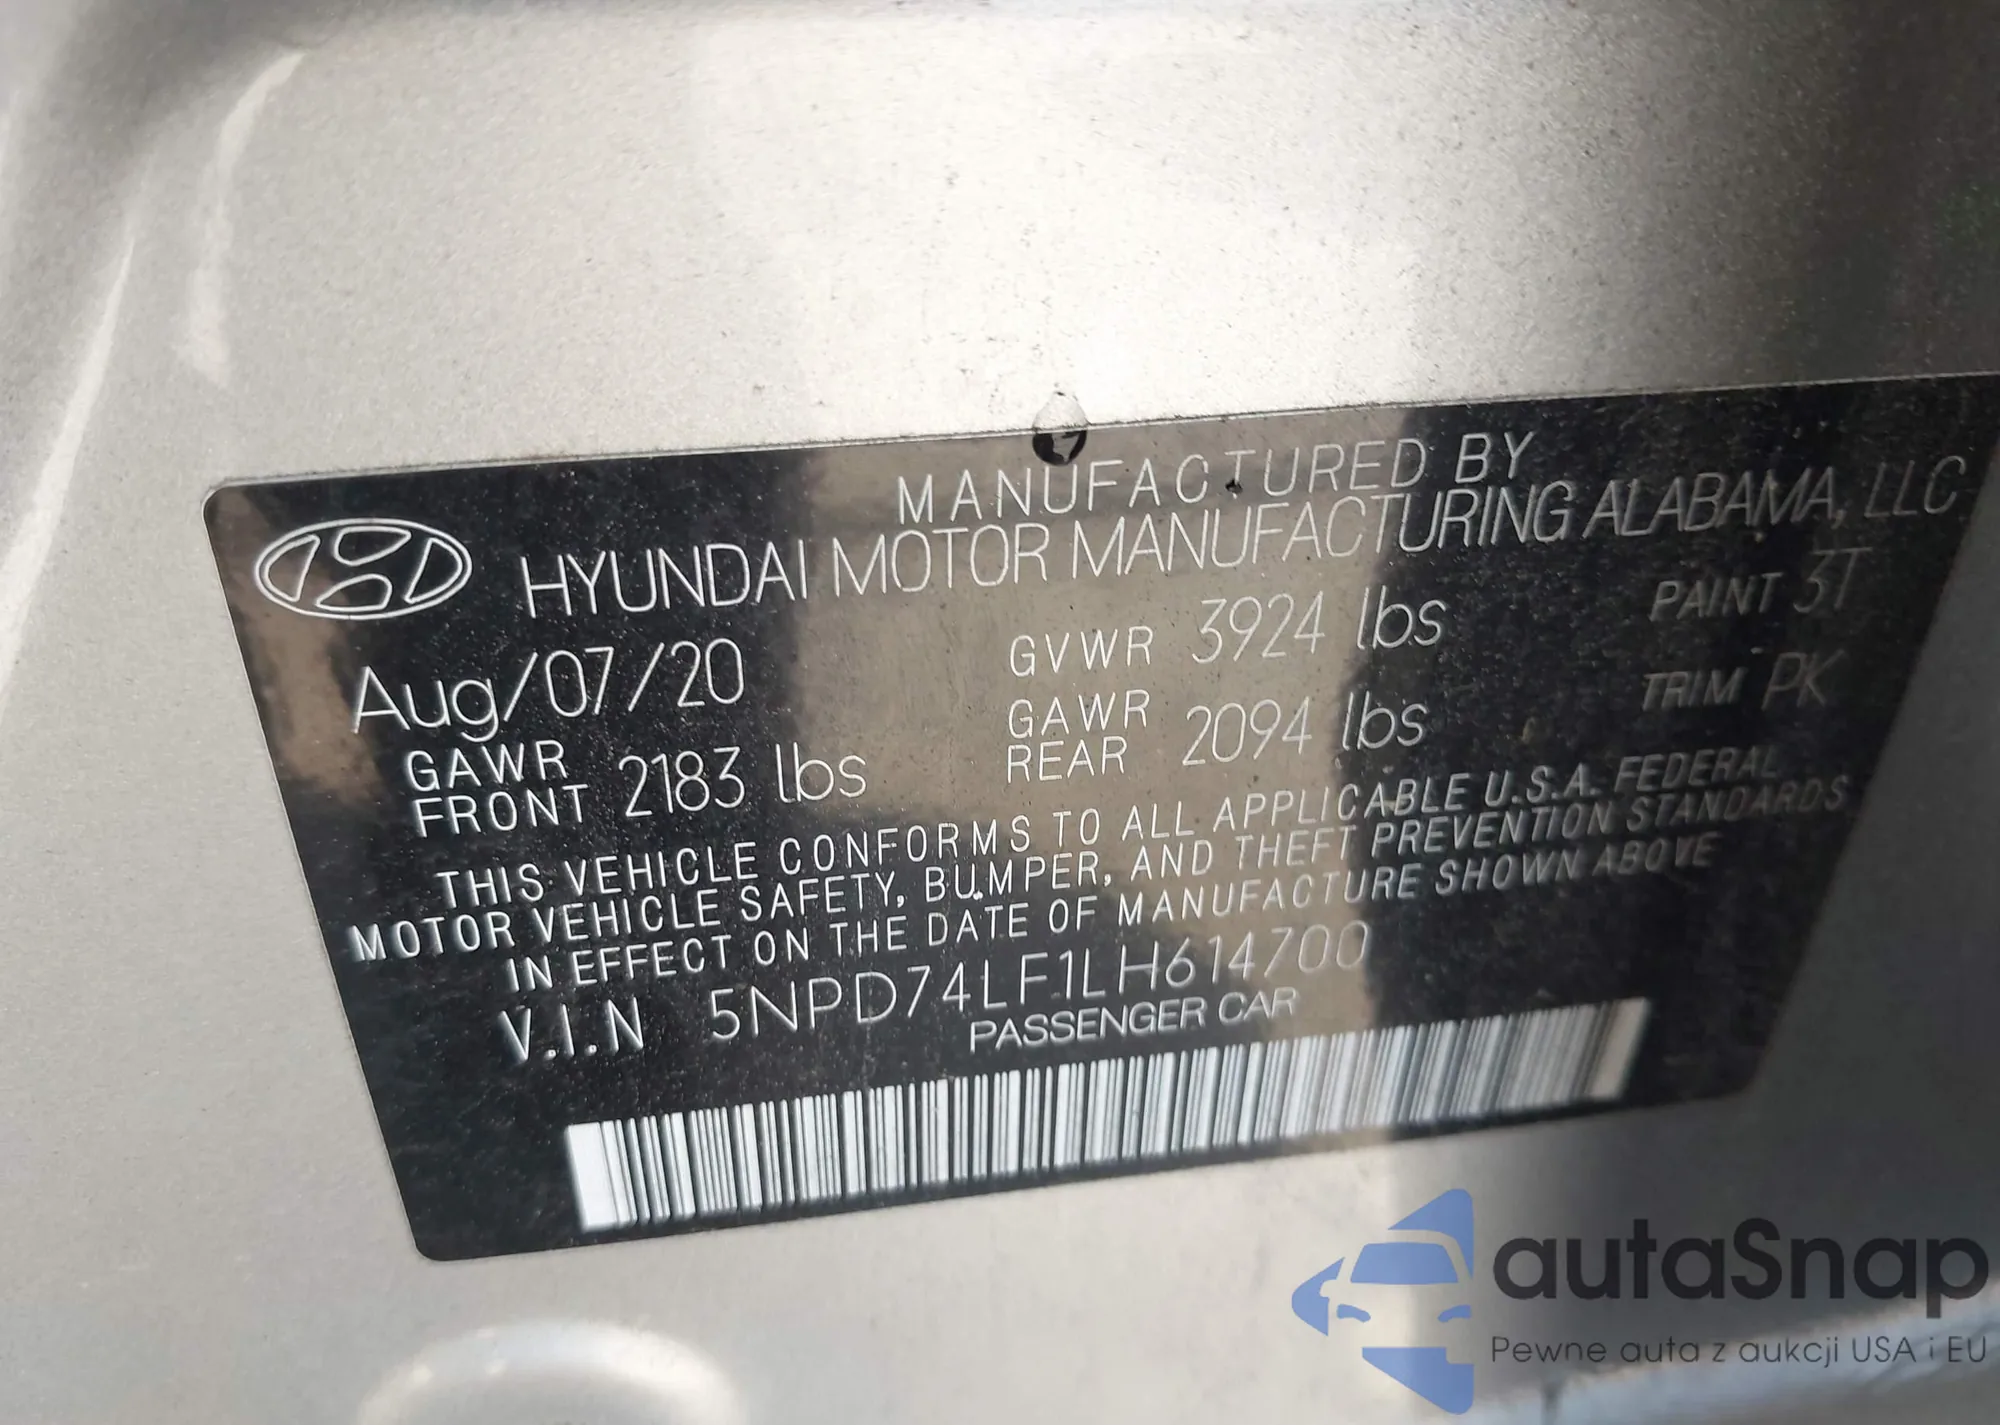 MANUFACTURED BY
HYUNDAI MOTOR MANUFACTURING ALABAMA, LLC
Aug/07/20 GVWR 3924 lbs PAINT 3T
GAWR FRONT 2183 lbs GAWR REAR 2094 lbs TRIM PK
THIS VEHICLE CONFORMS TO ALL APPLICABLE U.S.A. FEDERAL
MOTOR VEHICLE SAFETY, BUMPER, AND THEFT PREVENTION STANDARDS
IN EFFECT ON THE DATE OF MANUFACTURE SHOWN ABOVE
V.I.N 5NPD74LF1LH614700
PASSENGER CAR
autaSnap
Pewne auta z aukcji USA i EU